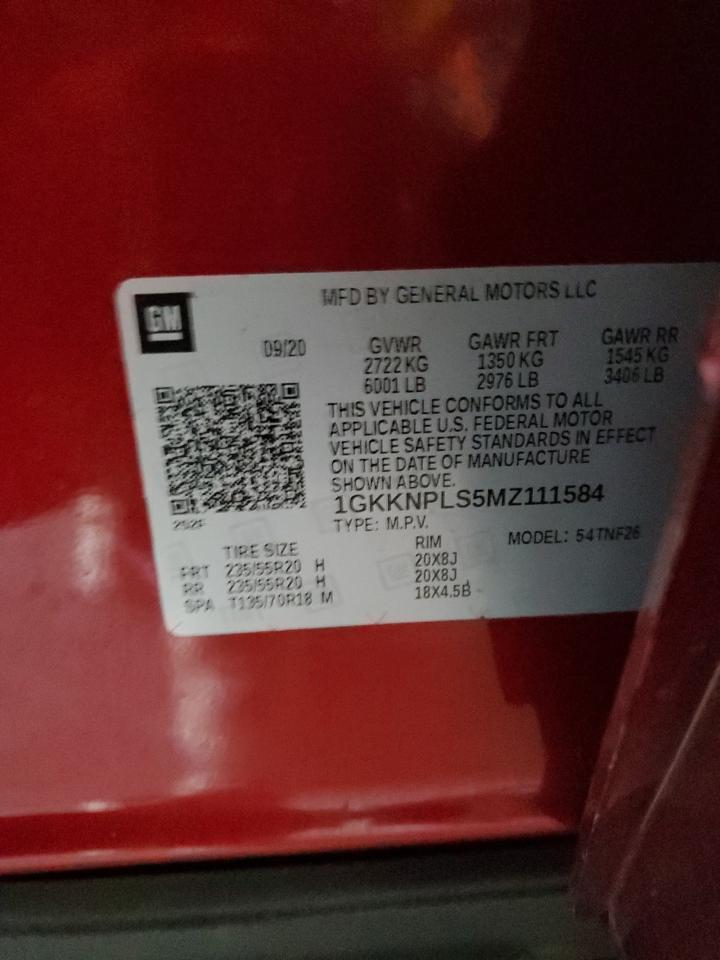 GM
MFD BY GENERAL MOTORS LLC
09/20 GVWR GAWR FRT GAWR RR
2722 KG 1350 KG 1545 KG
6001 LB 2976 LB 3406 LB
THIS VEHICLE CONFORMS TO ALL
APPLICABLE U.S. FEDERAL MOTOR
VEHICLE SAFETY STANDARDS IN EFFECT
ON THE DATE OF MANUFACTURE
SHOWN ABOVE.
1GKKNPLS5MZ111584
TYPE: M.P.V.
MODEL: 54TNF26
TIRE SIZE RIM
FRT 235/55R20 H 20X8J
RR 235/55R20 H 20X8J
SPA T135/70R18 M 18X4.5B